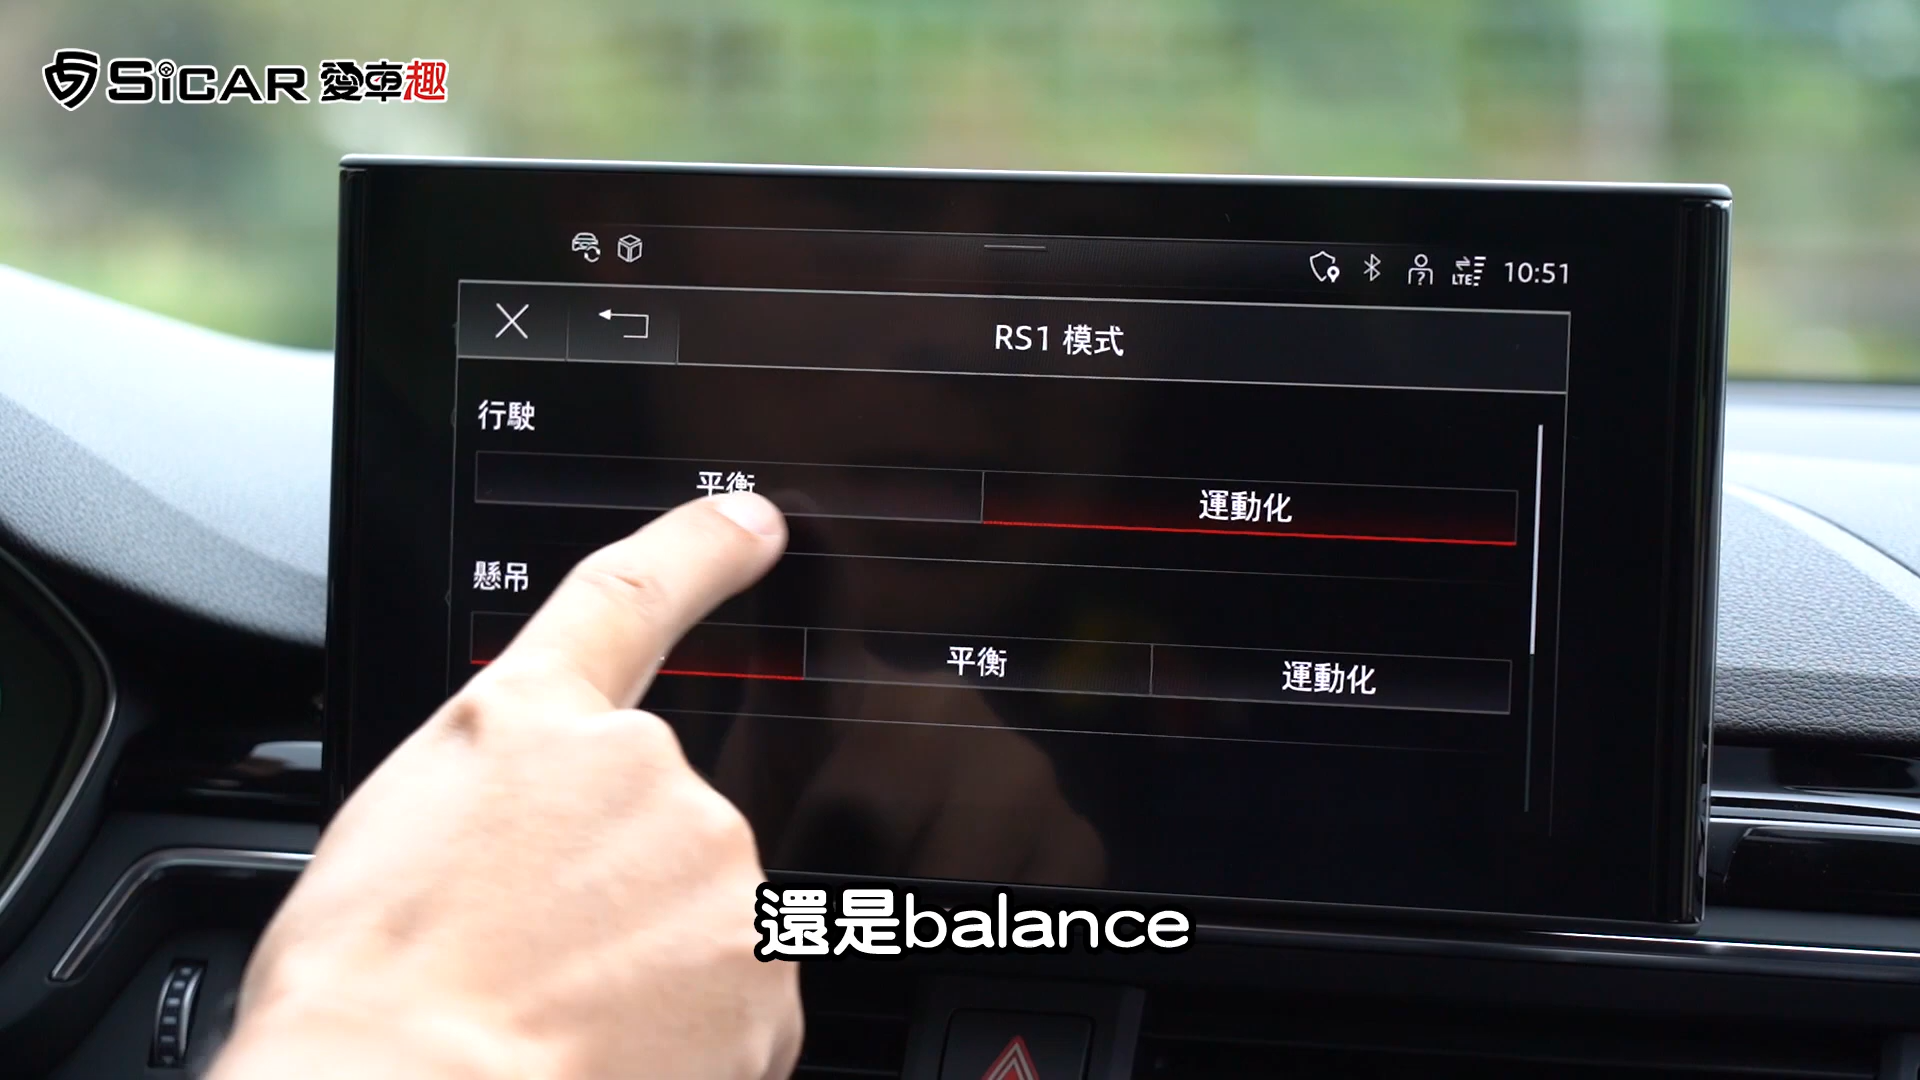 SiCAR 愛車趣
LTE 10:51
RS1 模式
行駛
平衡 運動化
懸吊
平衡 運動化
還是balance